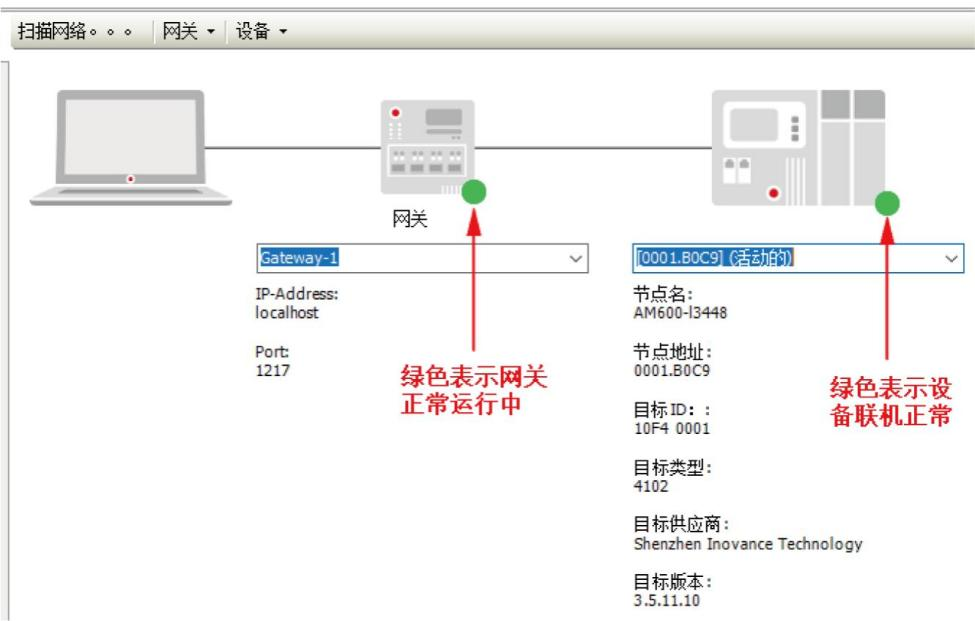 扫描网络。。。 网关 设备
网关
Gateway-1
[0001.B0C9] (活动的)
IP-Address:
localhost
节点名:
AM600-l3448
Port:
1217
节点地址:
0001.B0C9
绿色表示网关
正常运行中
绿色表示设
备联机正常
目标ID: :
10F4 0001
目标类型:
4102
目标供应商:
Shenzhen Inovance Technology
目标版本:
3.5.11.10